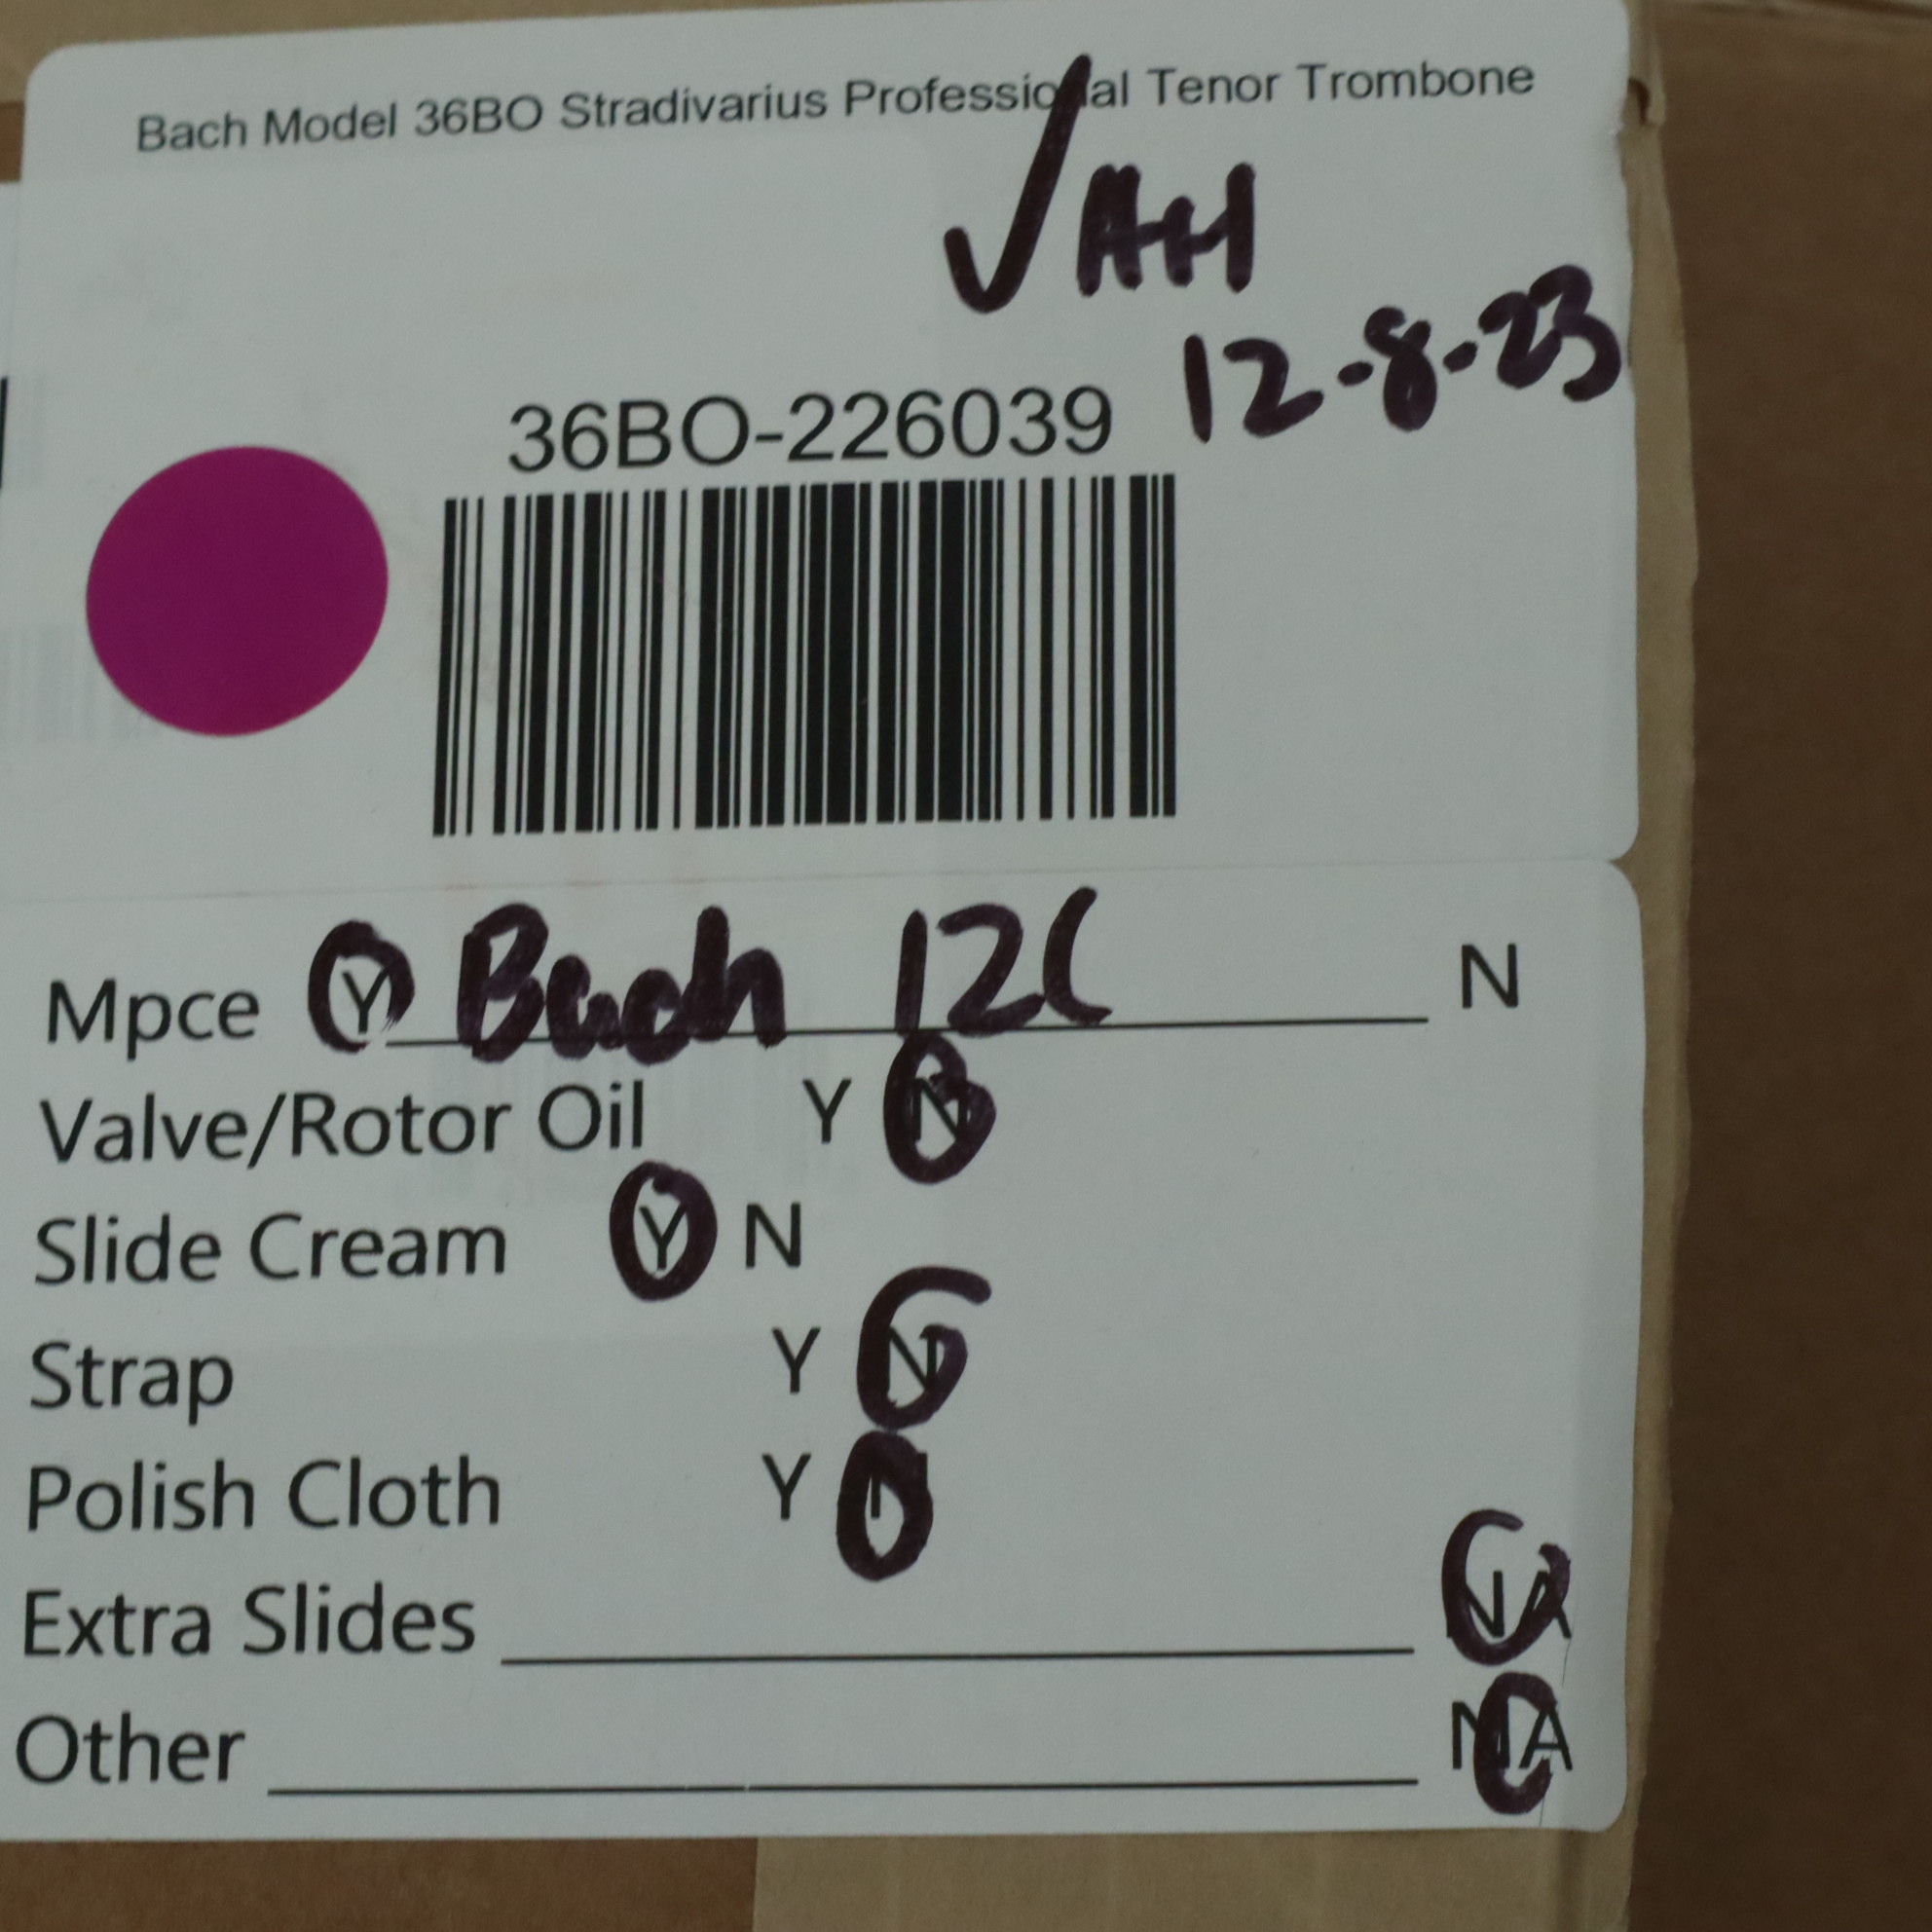 Bach Model 36BO Stradivarius Professional Tenor Trombone
✓ AH
12-8-23
36BO-226039
Mpce Y Bach 12C N
Valve/Rotor Oil Y N
Slide Cream Y N
Strap Y N
Polish Cloth Y N
Extra Slides NA
Other NA